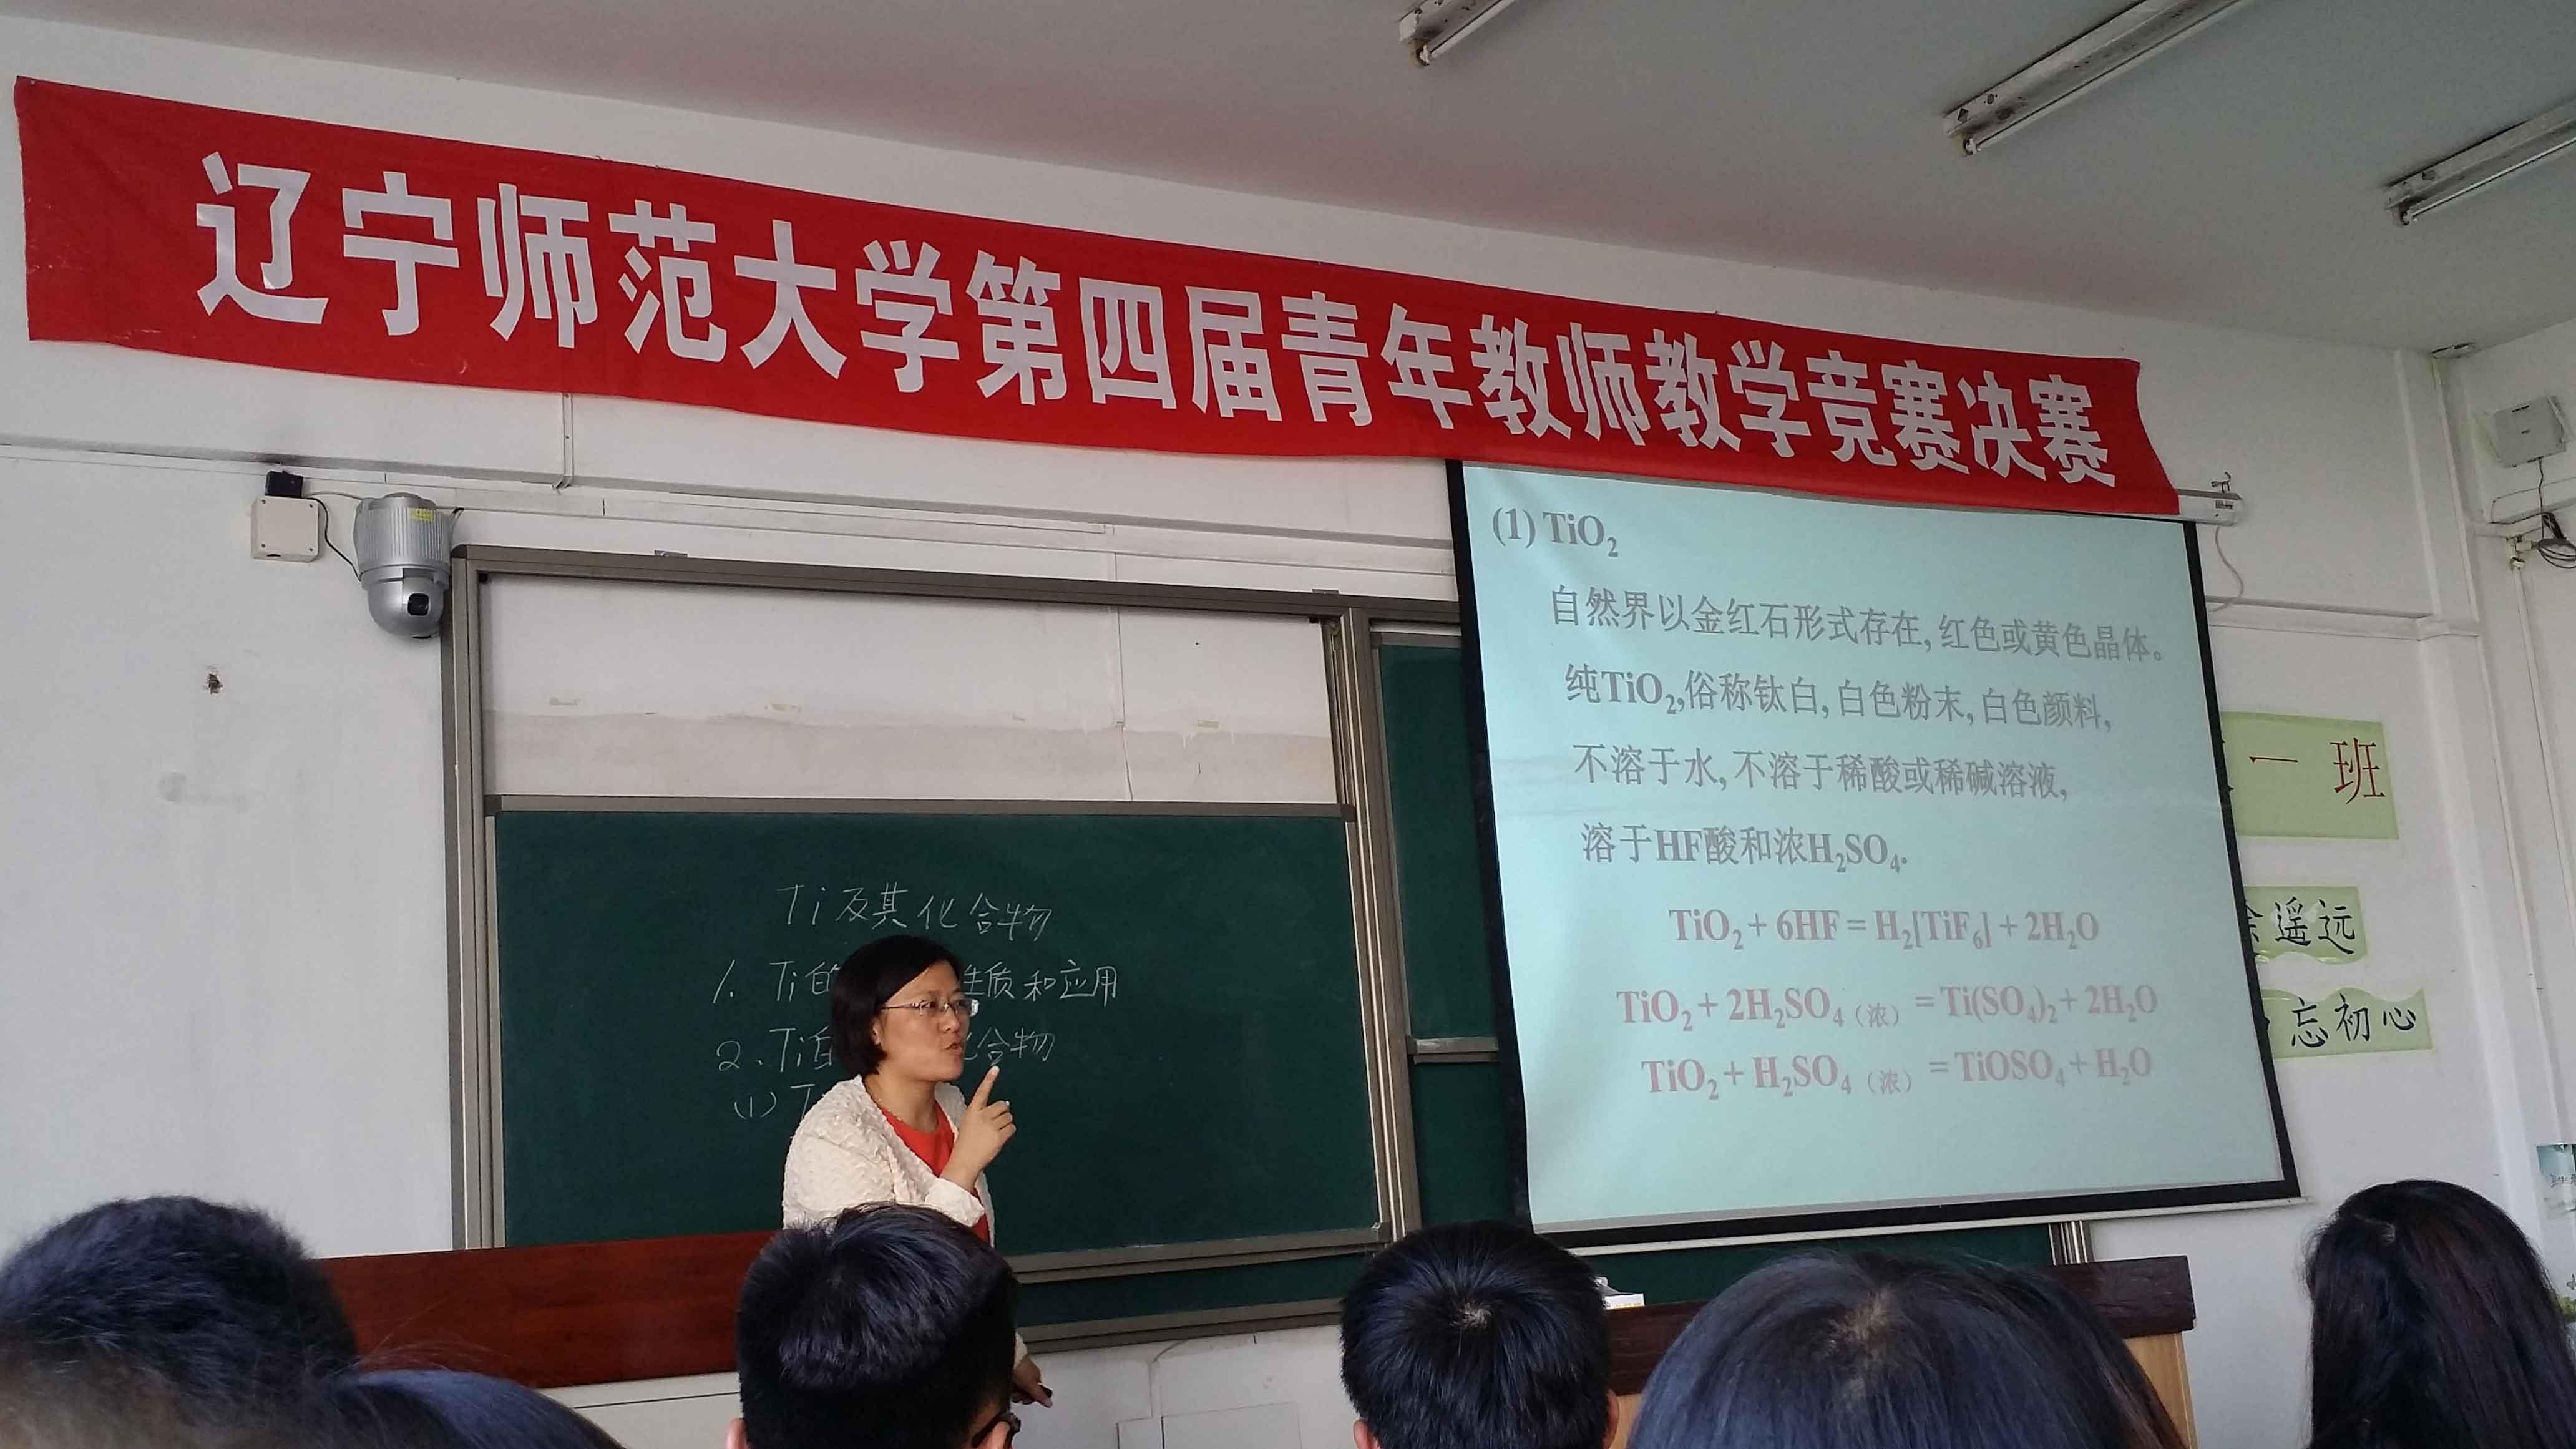 辽宁师范大学第四届青年教师教学竞赛决赛
(1) TiO₂
自然界以金红石形式存在, 红色或黄色晶体。
纯TiO₂,俗称钛白, 白色粉末, 白色颜料,
不溶于水, 不溶于稀酸或稀碱溶液,
溶于HF酸和浓H₂SO₄.
TiO₂ + 6HF = H₂[TiF₆] + 2H₂O
TiO₂ + 2H₂SO₄（浓） = Ti(SO₄)₂ + 2H₂O
TiO₂ + H₂SO₄（浓） = TiOSO₄ + H₂O
Ti及其化合物
1. Ti的 性质和应用
2. Ti的 化合物
(1) T
一 班
遥远
忘初心